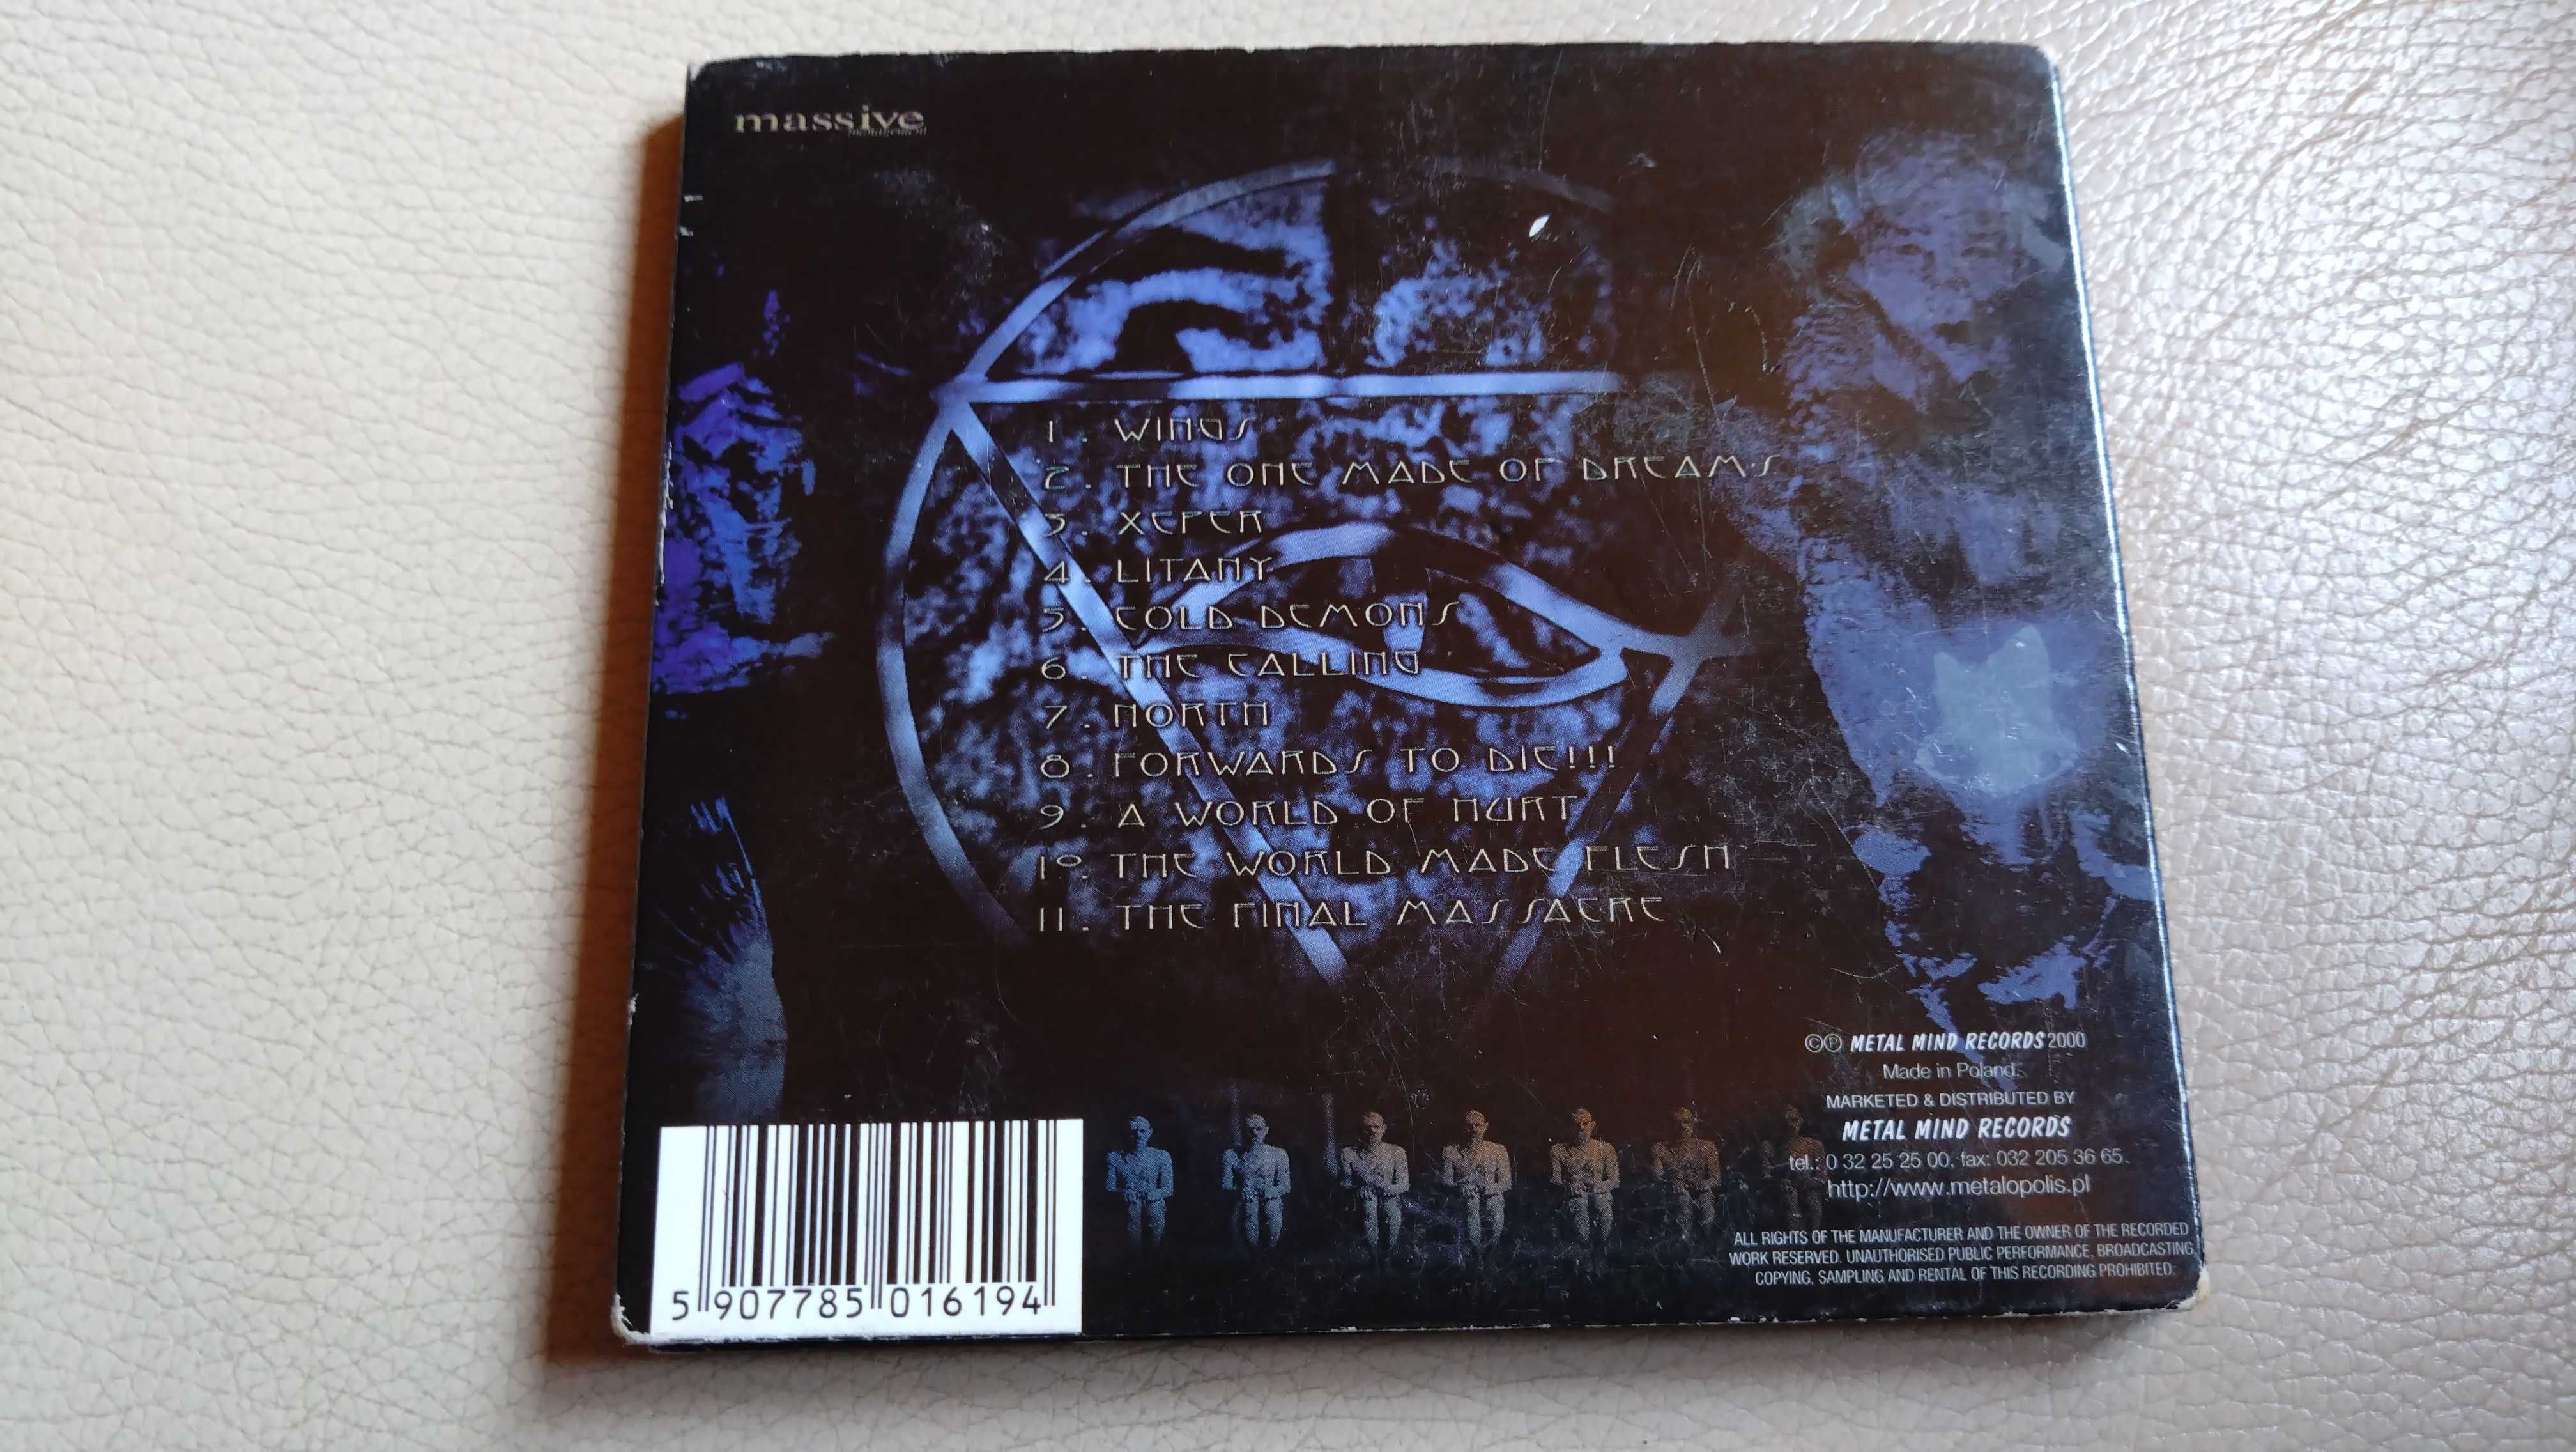 massive
management
1. WINGS
2. THE ONE MADE OF DREAMS
3. XEPER
4. LITANY
5. COLD DEMONS
6. THE CALLING
7. NORTH
8. FORWARDS TO DIE!!!
9. A WORLD OF HURT
10. THE WORLD MADE FLESH
11. THE FINAL MASSACRE
©℗ METAL MIND RECORDS 2000
Made in Poland.
MARKETED & DISTRIBUTED BY
METAL MIND RECORDS
tel.: 0 32 25 25 00, fax: 032 205 36 65.
http://www.metalopolis.pl
ALL RIGHTS OF THE MANUFACTURER AND THE OWNER OF THE RECORDED
WORK RESERVED. UNAUTHORISED PUBLIC PERFORMANCE, BROADCASTING,
COPYING, SAMPLING AND RENTAL OF THIS RECORDING PROHIBITED.
5 907785 016194